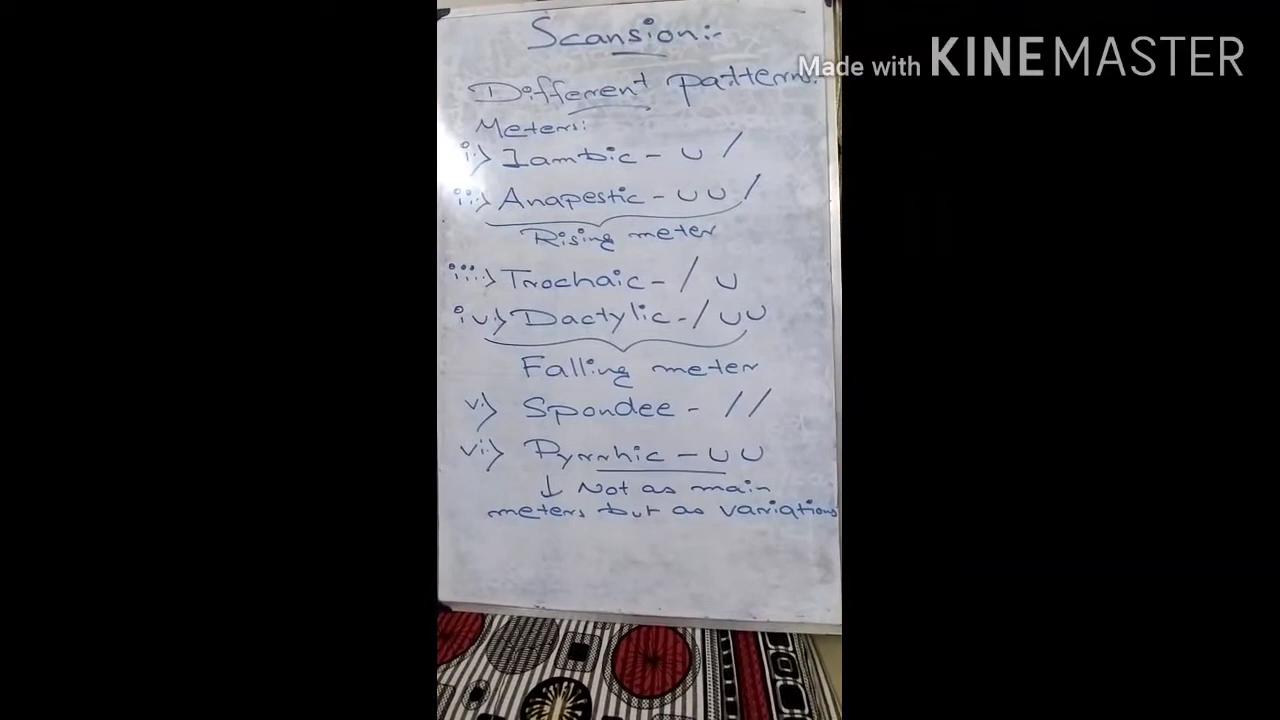 Scansion:-
Made with KINEMASTER
Different patterns:
Meters:
i.) Iambic - ∪ /
ii.) Anapestic - ∪ ∪ /
Rising meter
iii.) Trochaic - / ∪
iv.) Dactylic - / ∪ ∪
Falling meter
v.) Spondee - / /
vi.) Pyrrhic - ∪ ∪
↓ Not as main
meters but as variations